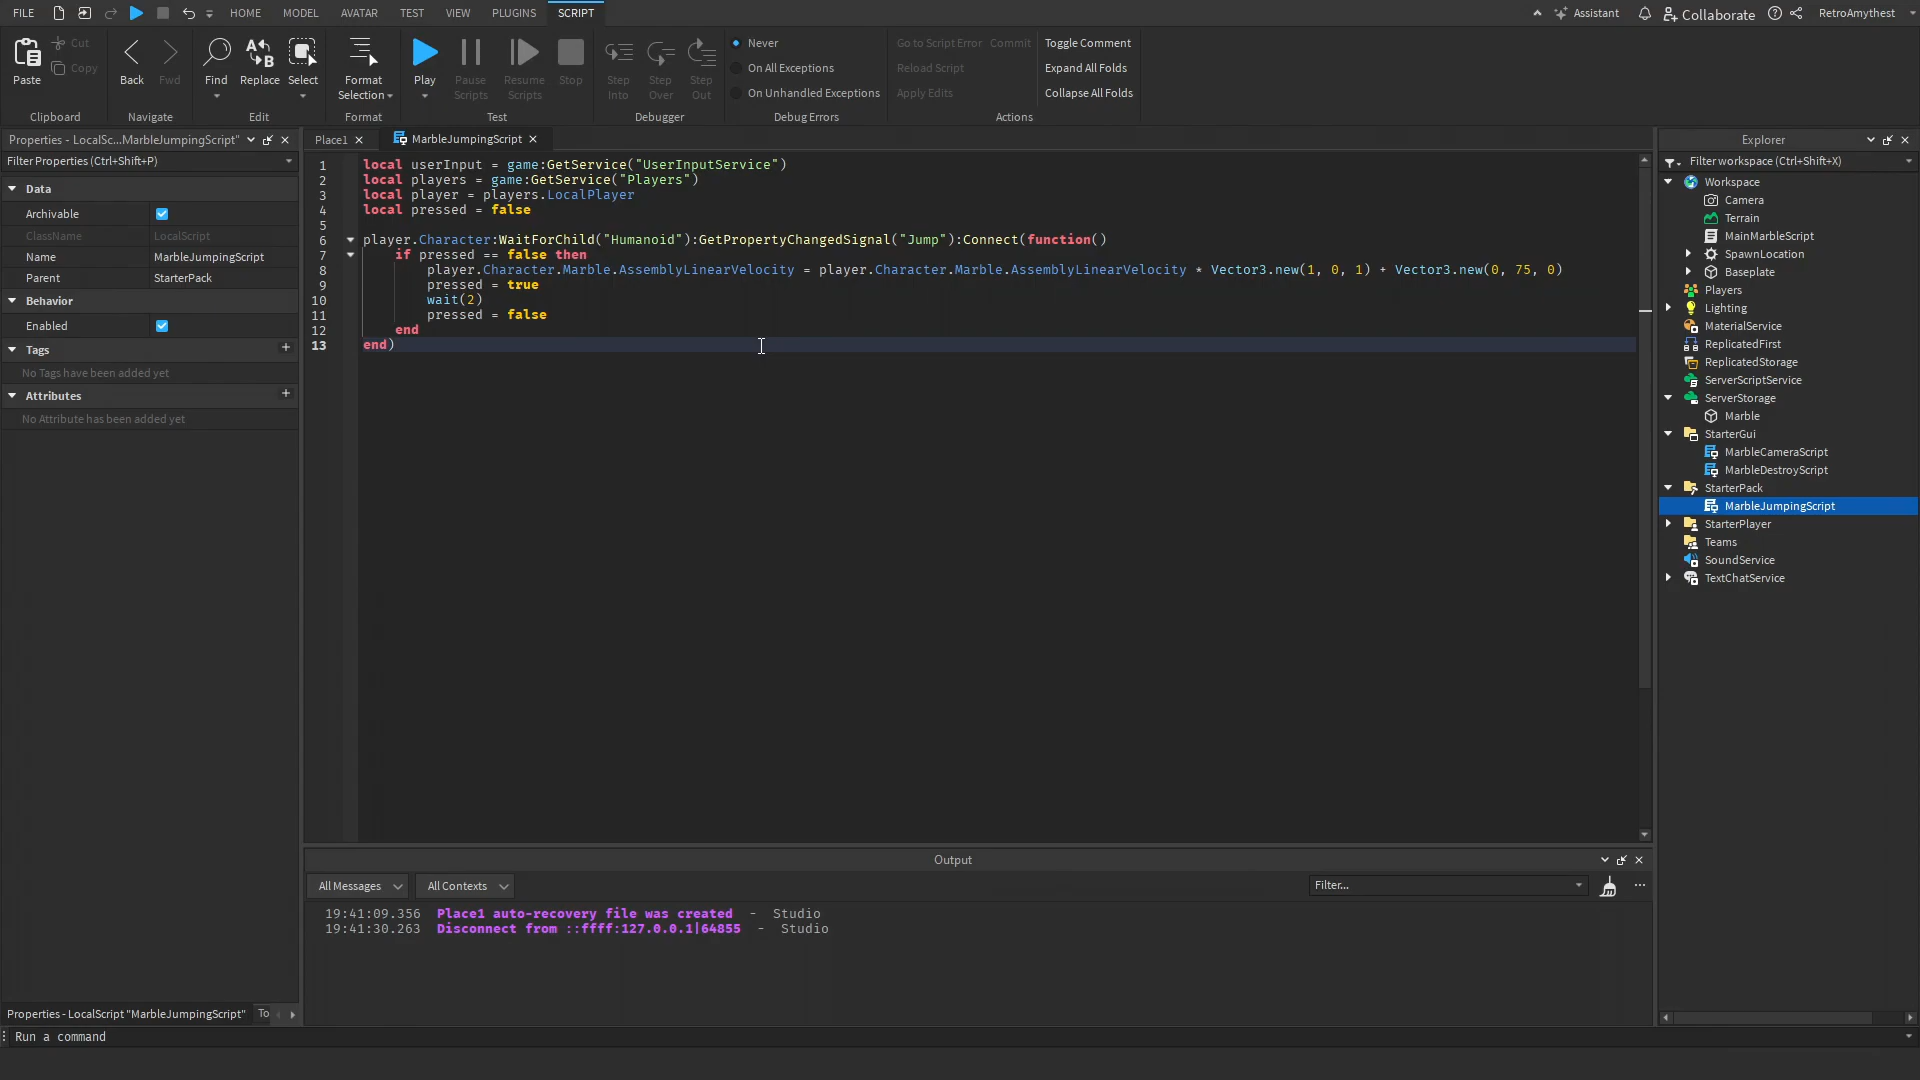 FILE
HOME
MODEL
AVATAR
TEST
VIEW
PLUGINS
SCRIPT
Assistant
Collaborate
RetroAmythest
Paste
Cut
Copy
Clipboard
Back
Fwd
Navigate
Find
Replace
Select
Edit
Format
Selection
Format
Play
Pause
Scripts
Resume
Scripts
Stop
Test
Step
Into
Step
Over
Step
Out
Debugger
Never
On All Exceptions
On Unhandled Exceptions
Debug Errors
Go to Script Error
Commit
Reload Script
Apply Edits
Toggle Comment
Expand All Folds
Collapse All Folds
Actions
Properties - LocalSc...MarbleJumpingScript"
Filter Properties (Ctrl+Shift+P)
Data
Archivable
ClassName LocalScript
Name MarbleJumpingScript
Parent StarterPack
Behavior
Enabled
Tags +
No Tags have been added yet
Attributes +
No Attribute has been added yet
Properties - LocalScript "MarbleJumpingScript" To
Place1
MarbleJumpingScript
1 local userInput = game:GetService("UserInputService")
2 local players = game:GetService("Players")
3 local player = players.LocalPlayer
4 local pressed = false
5
6 player.Character:WaitForChild("Humanoid"):GetPropertyChangedSignal("Jump"):Connect(function()
7 if pressed == false then
8 player.Character.Marble.AssemblyLinearVelocity = player.Character.Marble.AssemblyLinearVelocity * Vector3.new(1, 0, 1) + Vector3.new(0, 75, 0)
9 pressed = true
10 wait(2)
11 pressed = false
12 end
13 end)
Output
All Messages
All Contexts
Filter...
19:41:09.356 Place1 auto-recovery file was created - Studio
19:41:30.263 Disconnect from ::ffff:127.0.0.1|64855 - Studio
Explorer
Filter workspace (Ctrl+Shift+X)
Workspace
Camera
Terrain
MainMarbleScript
SpawnLocation
Baseplate
Players
Lighting
MaterialService
ReplicatedFirst
ReplicatedStorage
ServerScriptService
ServerStorage
Marble
StarterGui
MarbleCameraScript
MarbleDestroyScript
StarterPack
MarbleJumpingScript
StarterPlayer
Teams
SoundService
TextChatService
Run a command